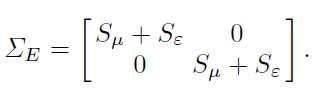 Σ_E = [ S_μ + S_ε   0
0   S_μ + S_ε ] .